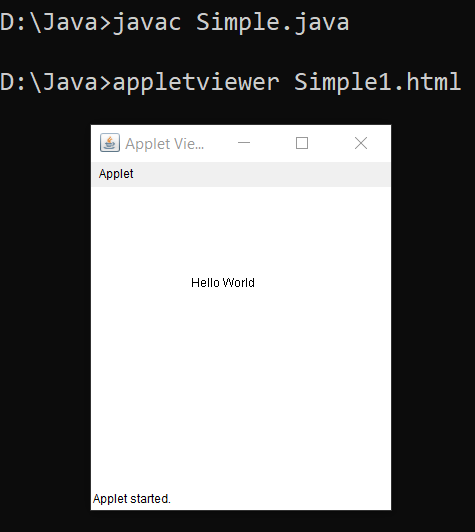 D:\Java>javac Simple.java
D:\Java>appletviewer Simple1.html
Applet Vie...
Applet
Hello World
Applet started.